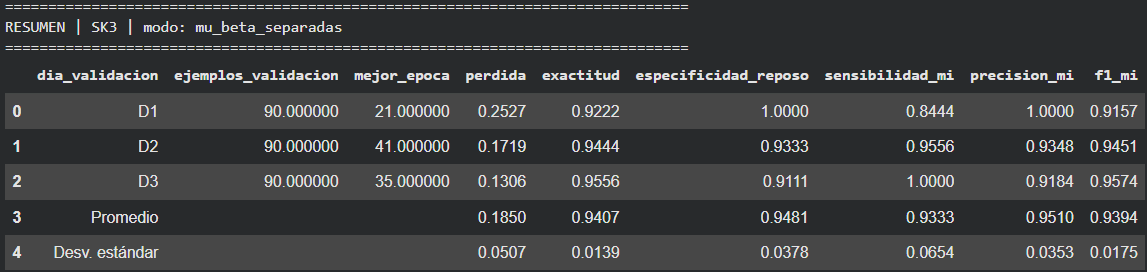 ================================================================================
RESUMEN | SK3 | modo: mu_beta_separadas
================================================================================
dia_validacion ejemplos_validacion mejor_epoca perdida exactitud especificidad_reposo sensibilidad_mi precision_mi f1_mi
0 D1 90.000000 21.000000 0.2527 0.9222 1.0000 0.8444 1.0000 0.9157
1 D2 90.000000 41.000000 0.1719 0.9444 0.9333 0.9556 0.9348 0.9451
2 D3 90.000000 35.000000 0.1306 0.9556 0.9111 1.0000 0.9184 0.9574
3 Promedio 0.1850 0.9407 0.9481 0.9333 0.9510 0.9394
4 Desv. estándar 0.0507 0.0139 0.0378 0.0654 0.0353 0.0175